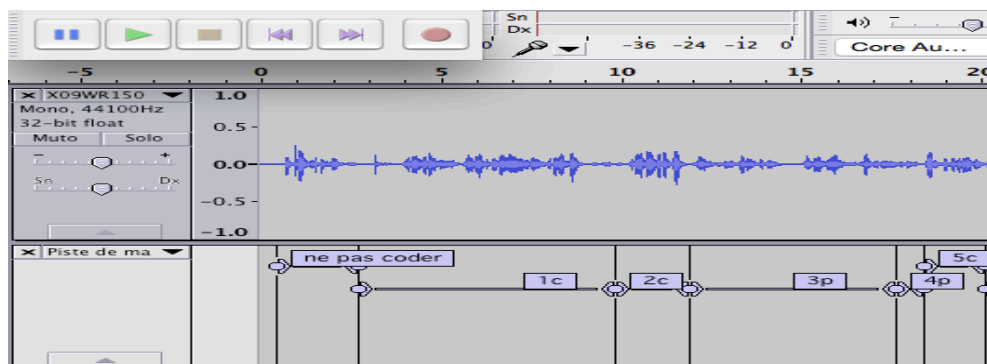 Sn
Dx
0 -36 -24 -12 0
Core Au...
-5 0 5 10 15 20
X09WR150
Mono, 44100Hz
32-bit float
Muto Solo
- +
Sn Dx
1.0
0.5
0.0
-0.5
-1.0
Piste de ma
ne pas coder
1c 2c 3p 4p 5c